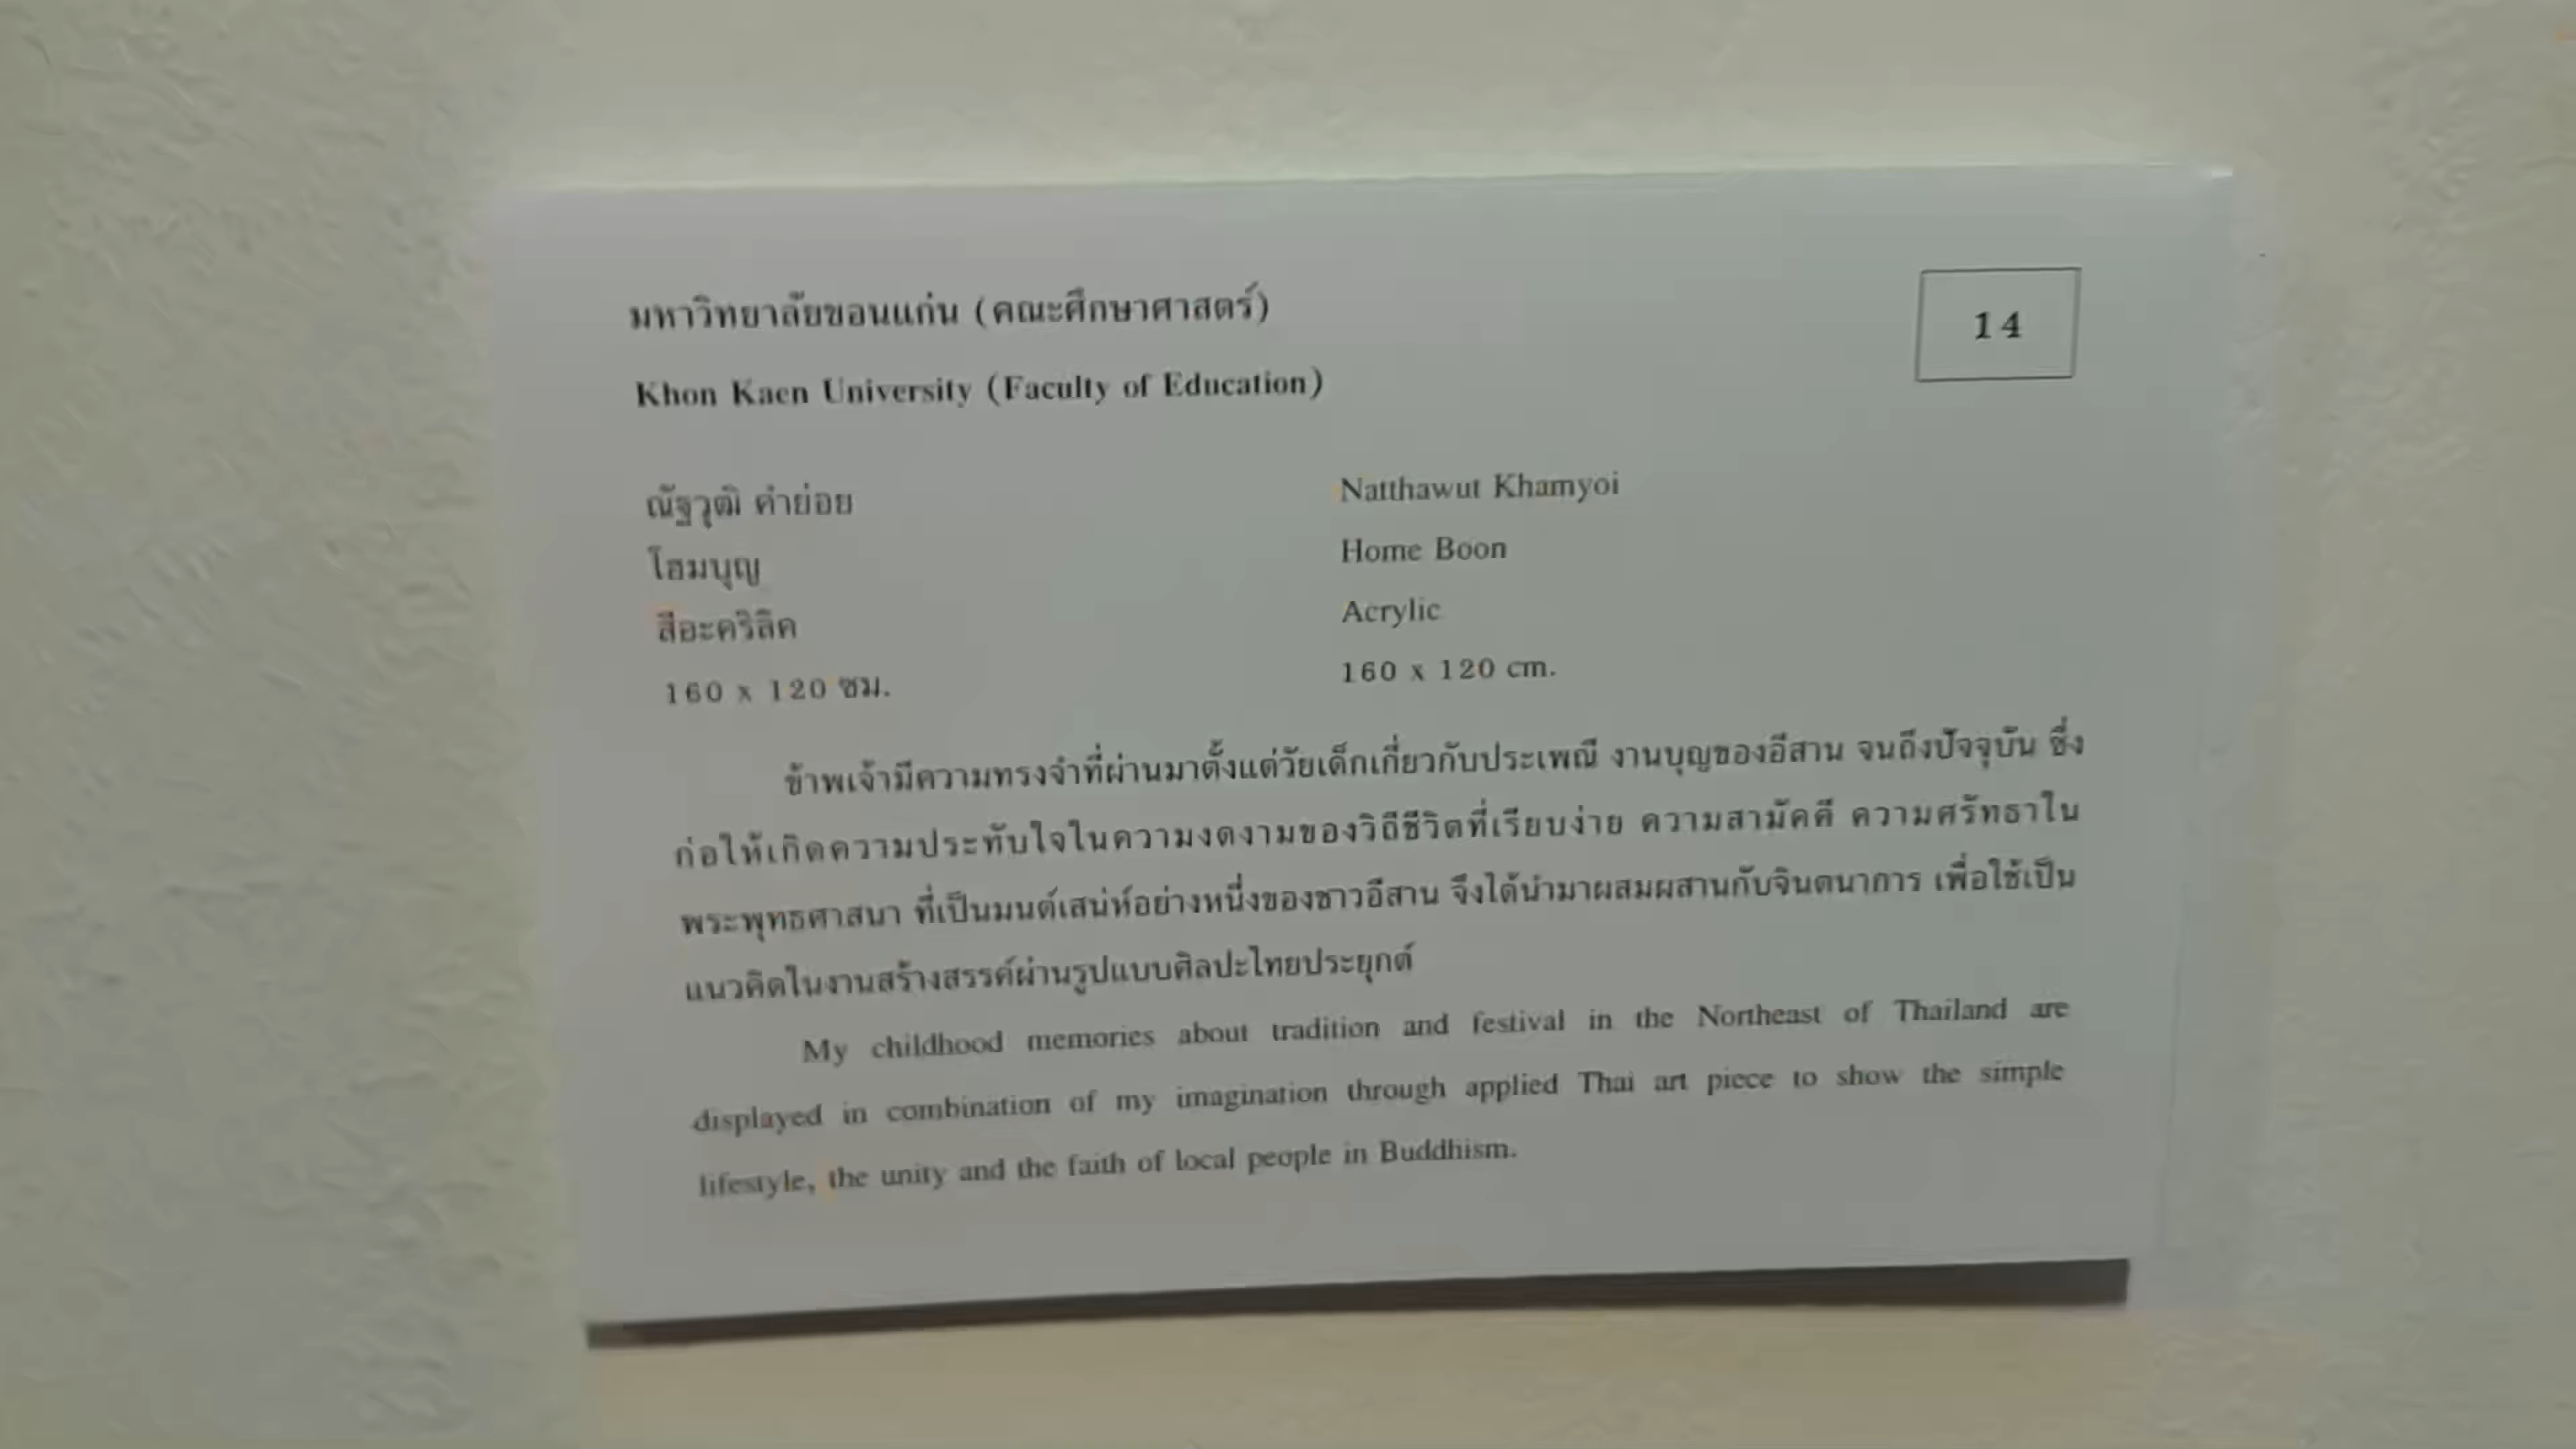 มหาวิทยาลัยขอนแก่น (คณะศึกษาศาสตร์)
14
Khon Kaen University (Faculty of Education)
ณัฐวุฒิ คำย่อย
Natthawut Khamyoi
โฮมบุญ
Home Boon
สีอะคริลิค
Acrylic
160 x 120 ซม.
160 x 120 cm.
ข้าพเจ้ามีความทรงจำที่ผ่านมาตั้งแต่วัยเด็กเกี่ยวกับประเพณี งานบุญของอีสาน จนถึงปัจจุบัน ซึ่ง
ก่อให้เกิดความประทับใจในความงดงามของวิถีชีวิตที่เรียบง่าย ความสามัคคี ความศรัทธาใน
พระพุทธศาสนา ที่เป็นมนต์เสน่ห์อย่างหนึ่งของชาวอีสาน จึงได้นำมาผสมผสานกับจินตนาการ เพื่อใช้เป็น
แนวคิดในงานสร้างสรรค์ผ่านรูปแบบศิลปะไทยประยุกต์
My childhood memories about tradition and festival in the Northeast of Thailand are
displayed in combination of my imagination through applied Thai art piece to show the simple
lifestyle, the unity and the faith of local people in Buddhism.